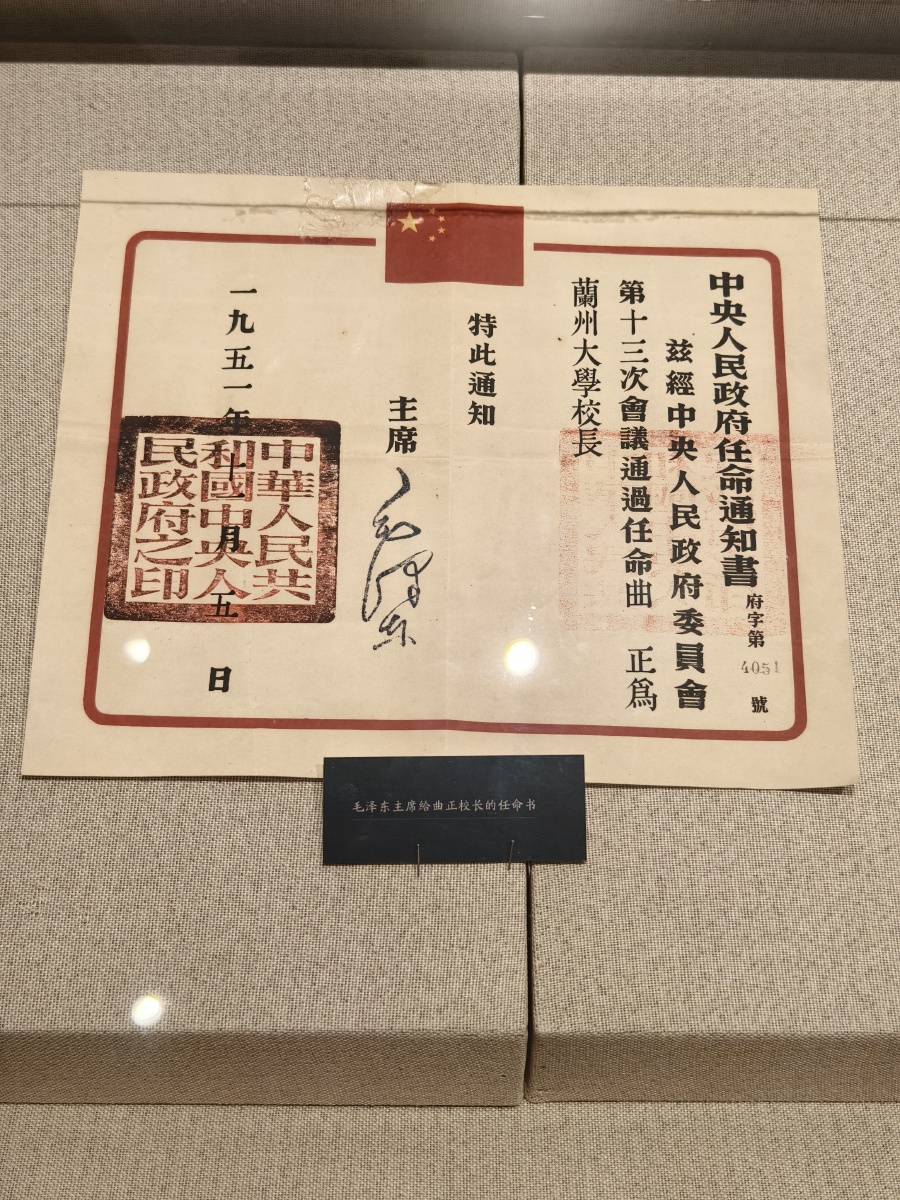 中央人民政府任命通知書 府字第 4051 號
茲經中央人民政府委員會
第十三次會議通過任命曲 正爲
蘭州大學校長
特此通知
主席 毛澤東
一九五一年十一月五日
中華人民共
和國中央人
民政府之印
毛泽东主席给曲正校长的任命书